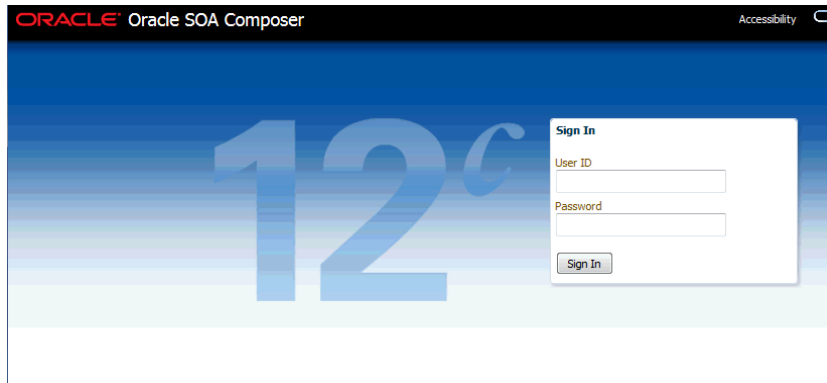 ORACLE Oracle SOA Composer
Accessibility
12c
Sign In
User ID
Password
Sign In